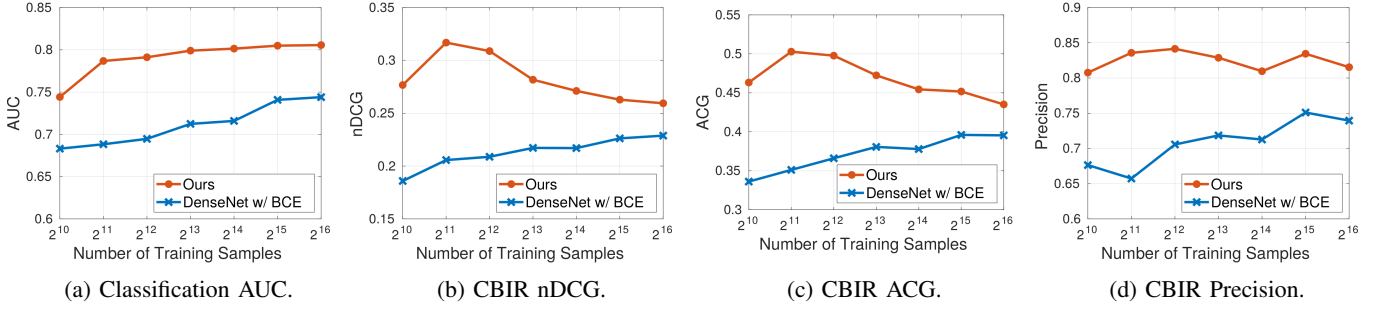 0.85
0.8
0.75
0.7
0.65
0.6
AUC
2^10 2^11 2^12 2^13 2^14 2^15 2^16
Number of Training Samples
Ours
DenseNet w/ BCE
(a) Classification AUC.
0.35
0.3
0.25
0.2
0.15
nDCG
2^10 2^11 2^12 2^13 2^14 2^15 2^16
Number of Training Samples
Ours
DenseNet w/ BCE
(b) CBIR nDCG.
0.55
0.5
0.45
0.4
0.35
0.3
ACG
2^10 2^11 2^12 2^13 2^14 2^15 2^16
Number of Training Samples
Ours
DenseNet w/ BCE
(c) CBIR ACG.
0.9
0.85
0.8
0.75
0.7
0.65
0.6
Precision
2^10 2^11 2^12 2^13 2^14 2^15 2^16
Number of Training Samples
Ours
DenseNet w/ BCE
(d) CBIR Precision.